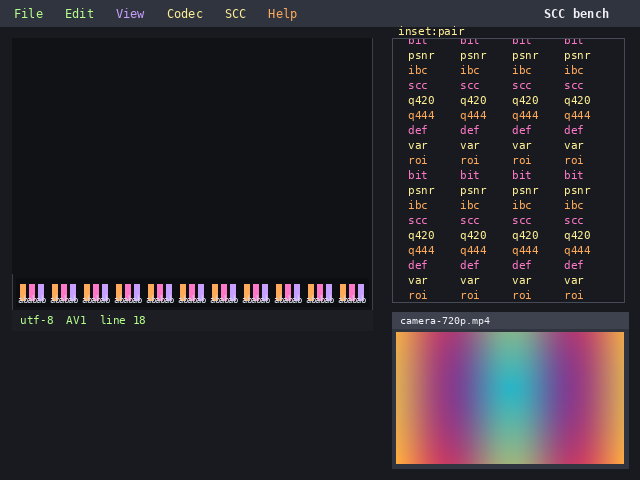 File Edit View Codec SCC Help SCC bench
inset:pair
bit bit bit bit
psnr psnr psnr psnr
ibc ibc ibc ibc
scc scc scc scc
q420 q420 q420 q420
q444 q444 q444 q444
def def def def
var var var var
roi roi roi roi
bit bit bit bit
psnr psnr psnr psnr
ibc ibc ibc ibc
scc scc scc scc
q420 q420 q420 q420
q444 q444 q444 q444
def def def def
var var var var
roi roi roi roi
utf-8 AV1 line 18
camera-720p.mp4